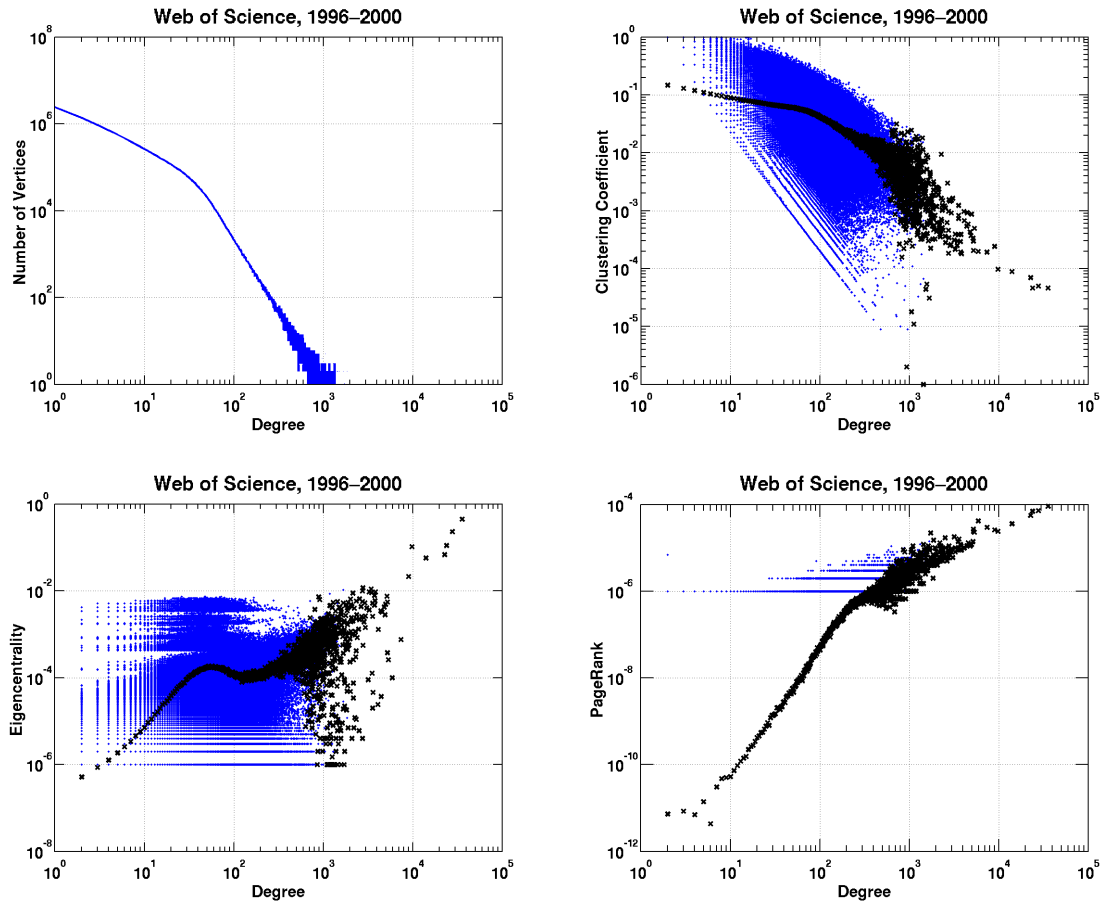 Web of Science, 1996–2000
10^8
10^6
10^4
10^2
10^0
Number of Vertices
10^0 10^1 10^2 10^3 10^4 10^5
Degree
Web of Science, 1996–2000
10^0
10^-1
10^-2
10^-3
10^-4
10^-5
10^-6
Clustering Coefficient
10^0 10^1 10^2 10^3 10^4 10^5
Degree
Web of Science, 1996–2000
10^0
10^-2
10^-4
10^-6
10^-8
Eigencentrality
10^0 10^1 10^2 10^3 10^4 10^5
Degree
Web of Science, 1996–2000
10^-4
10^-6
10^-8
10^-10
10^-12
PageRank
10^0 10^1 10^2 10^3 10^4 10^5
Degree